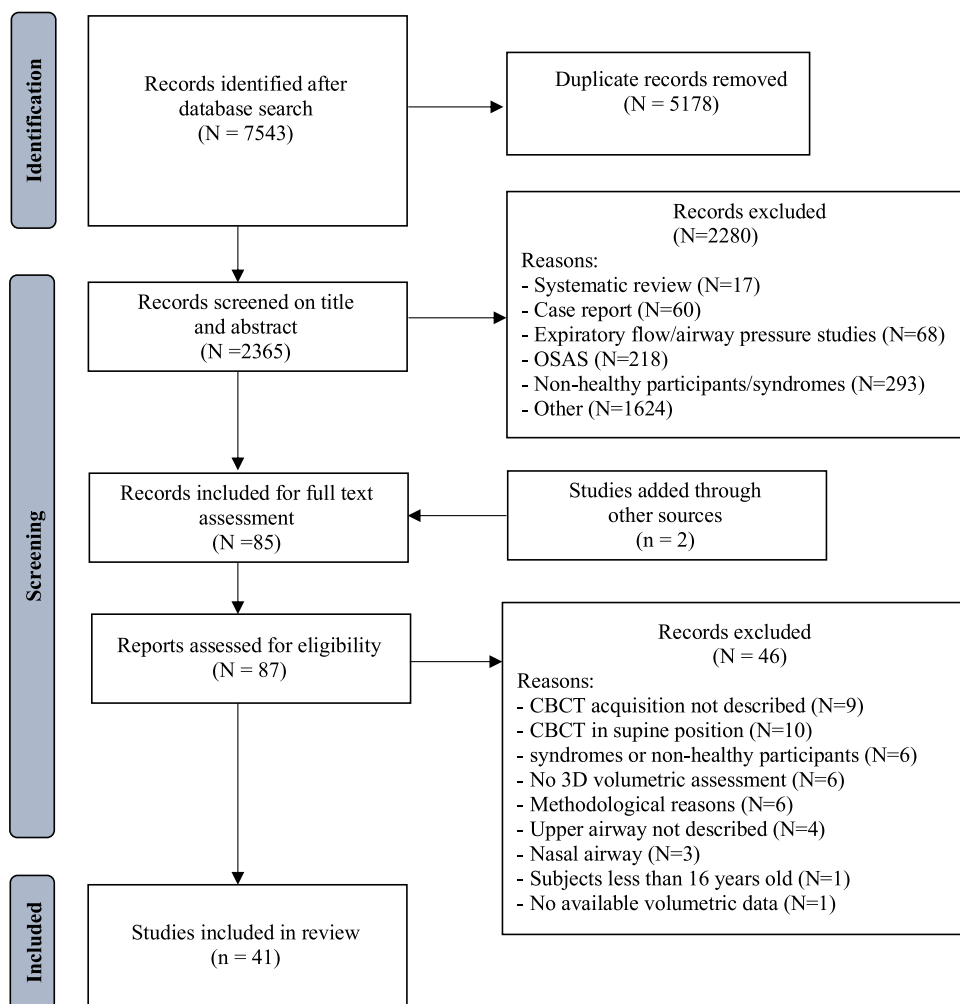 Identification
Records identified after
database search
(N = 7543)
Duplicate records removed
(N = 5178)
Records excluded
(N=2280)
Reasons:
- Systematic review (N=17)
- Case report (N=60)
- Expiratory flow/airway pressure studies (N=68)
- OSAS (N=218)
- Non-healthy participants/syndromes (N=293)
- Other (N=1624)
Screening
Records screened on title
and abstract
(N =2365)
Records included for full text
assessment
(N =85)
Studies added through
other sources
(n = 2)
Reports assessed for eligibility
(N = 87)
Records excluded
(N = 46)
Reasons:
- CBCT acquisition not described (N=9)
- CBCT in supine position (N=10)
- syndromes or non-healthy participants (N=6)
- No 3D volumetric assessment (N=6)
- Methodological reasons (N=6)
- Upper airway not described (N=4)
- Nasal airway (N=3)
- Subjects less than 16 years old (N=1)
- No available volumetric data (N=1)
Included
Studies included in review
(n = 41)